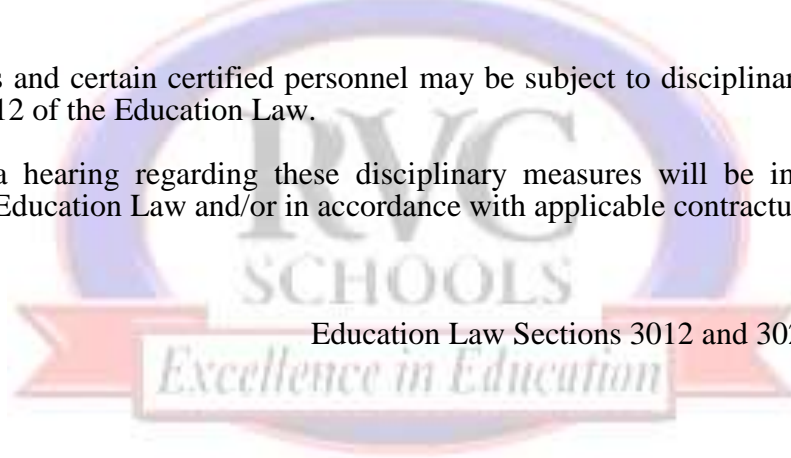 s and certain certified personnel may be subject to disciplinar
12 of the Education Law.
a hearing regarding these disciplinary measures will be in
Education Law and/or in accordance with applicable contractu
RVC
SCHOOLS
Education Law Sections 3012 and 302
Excellence in Education